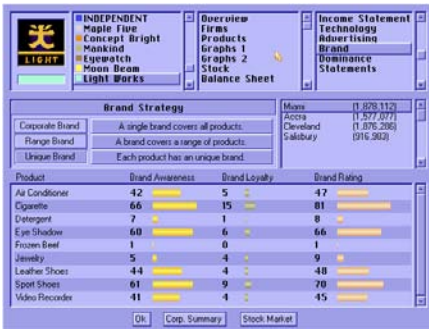 INDEPENDENT
Maple Five
Concept Bright
Mankind
Eyewatch
Moon Beam
Light Works
LIGHT
Overview
Firms
Products
Graphs 1
Graphs 2
Stock
Balance Sheet
Income Statement
Technology
Advertising
Brand
Dominance
Statements
Brand Strategy
Corporate Brand A single brand covers all products.
Range Brand A brand covers a range of products.
Unique Brand Each product has an unique brand.
Miami (1,878,112)
Accra (1,577,077)
Cleveland (1,876,286)
Salisbury (916,983)
Product Brand Awareness Brand Loyalty Brand Rating
Air Conditioner 42 5 47
Cigarette 66 15 81
Detergent 7 1 8
Eye Shadow 60 6 66
Frozen Beef 1 0 1
Jewelry 5 4 9
Leather Shoes 44 4 48
Sport Shoes 61 9 70
Video Recorder 41 4 45
Ok Corp. Summary Stock Market